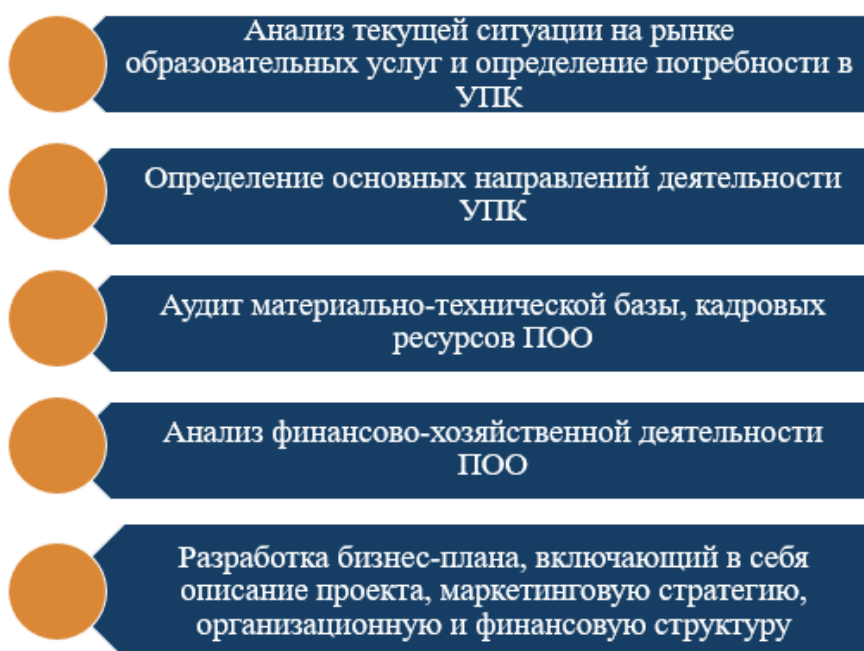 Анализ текущей ситуации на рынке
образовательных услуг и определение потребности в
УПК
Определение основных направлений деятельности
УПК
Аудит материально-технической базы, кадровых
ресурсов ПОО
Анализ финансово-хозяйственной деятельности
ПОО
Разработка бизнес-плана, включающий в себя
описание проекта, маркетинговую стратегию,
организационную и финансовую структуру